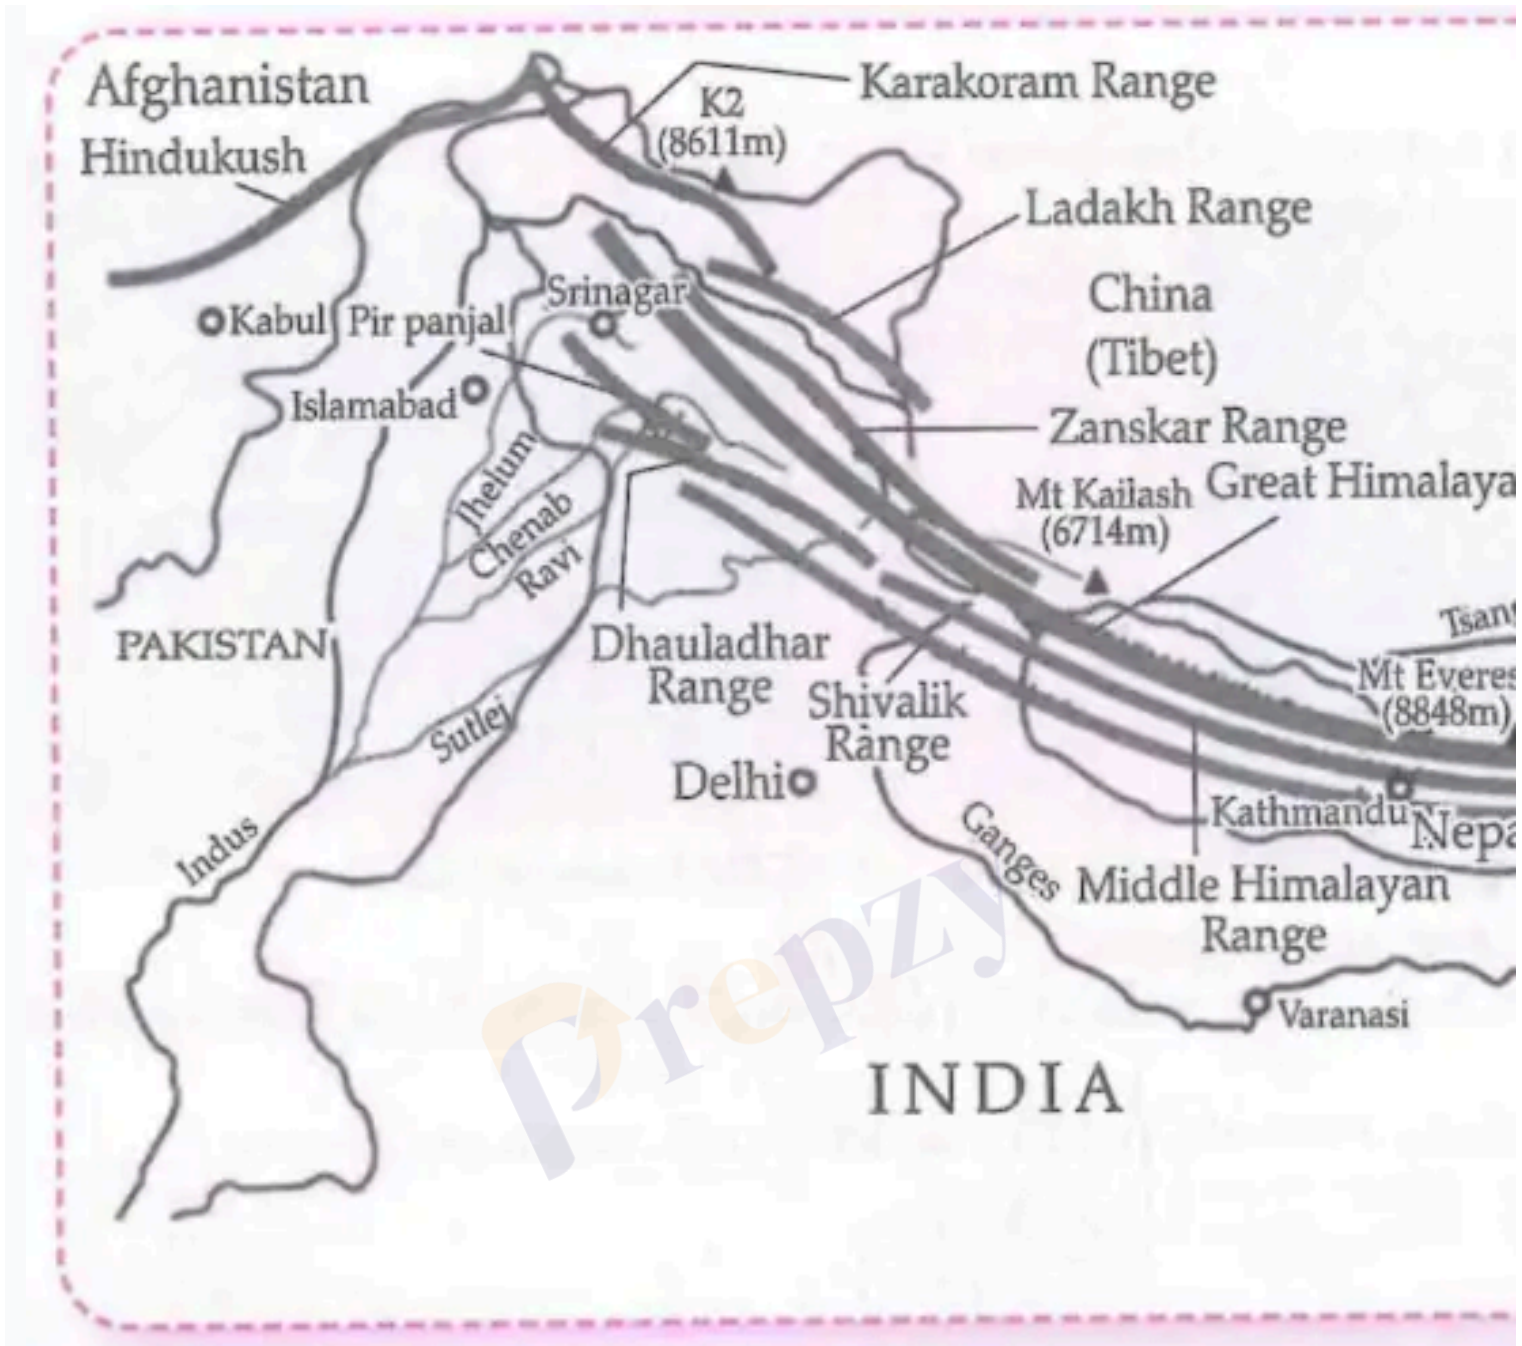 Afghanistan
Hindukush
Karakoram Range
K2
(8611m)
Ladakh Range
China
(Tibet)
Kabul
Pir panjal
Srinagar
Islamabad
Zanskar Range
Mt Kailash
(6714m)
Great Himalaya
Jhelum
Chenab
Ravi
PAKISTAN
Dhauladhar
Range
Shivalik
Range
Tsang
Mt Everes
(8848m)
Sutlej
Delhi
Indus
Kathmandu
Nepa
Ganges
Middle Himalayan
Range
Varanasi
INDIA
prepzy